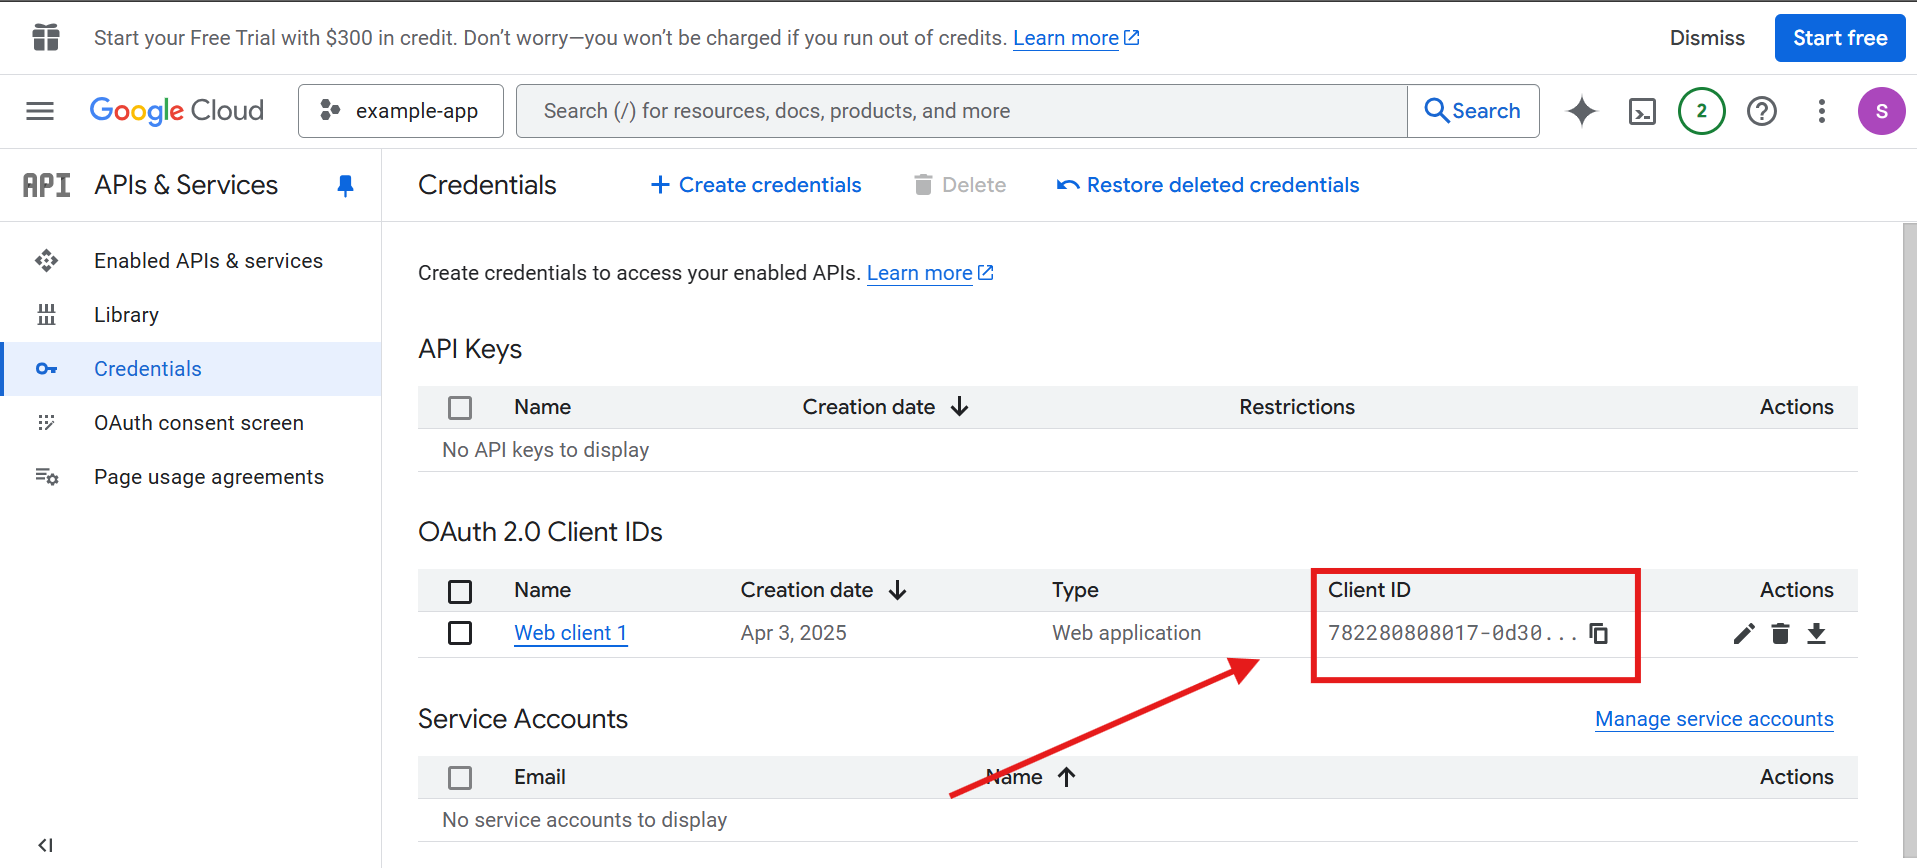 Start your Free Trial with $300 in credit. Don’t worry—you won’t be charged if you run out of credits. Learn more
Dismiss
Start free
Google Cloud
example-app
Search (/) for resources, docs, products, and more
Search
2
S
API
APIs & Services
Credentials
Create credentials
Delete
Restore deleted credentials
Enabled APIs & services
Library
Credentials
OAuth consent screen
Page usage agreements
Create credentials to access your enabled APIs. Learn more
API Keys
Name Creation date Restrictions Actions
No API keys to display
OAuth 2.0 Client IDs
Name Creation date Type Client ID Actions
Web client 1 Apr 3, 2025 Web application 782280808017-0d30...
Service Accounts
Manage service accounts
Email Name Actions
No service accounts to display